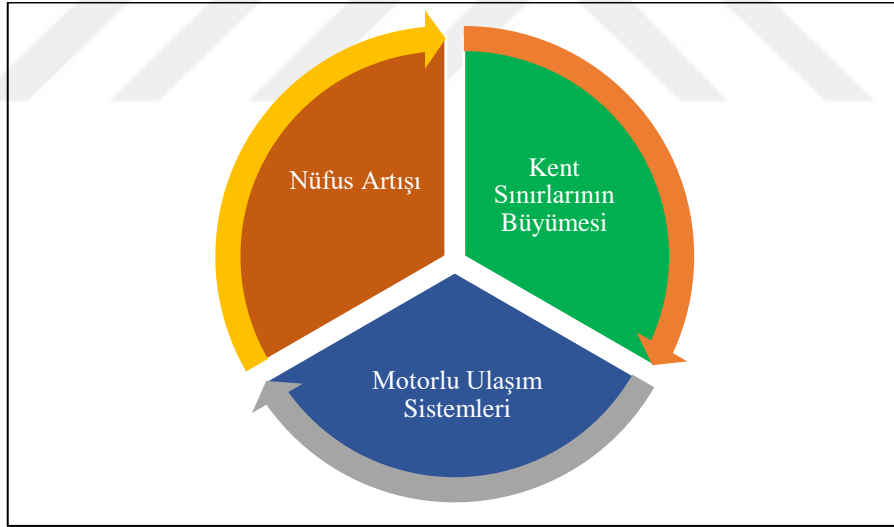 Nüfus Artışı
Kent
Sınırlarının
Büyümesi
Motorlu Ulaşım
Sistemleri